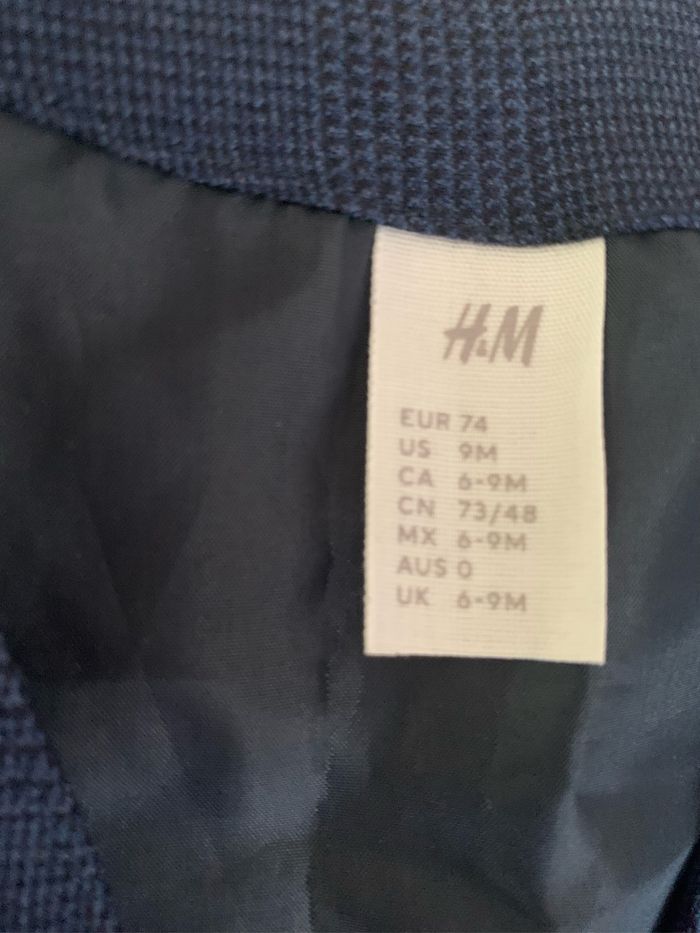 H&M
EUR 74
US 9M
CA 6-9M
CN 73/48
MX 6-9M
AUS 0
UK 6-9M